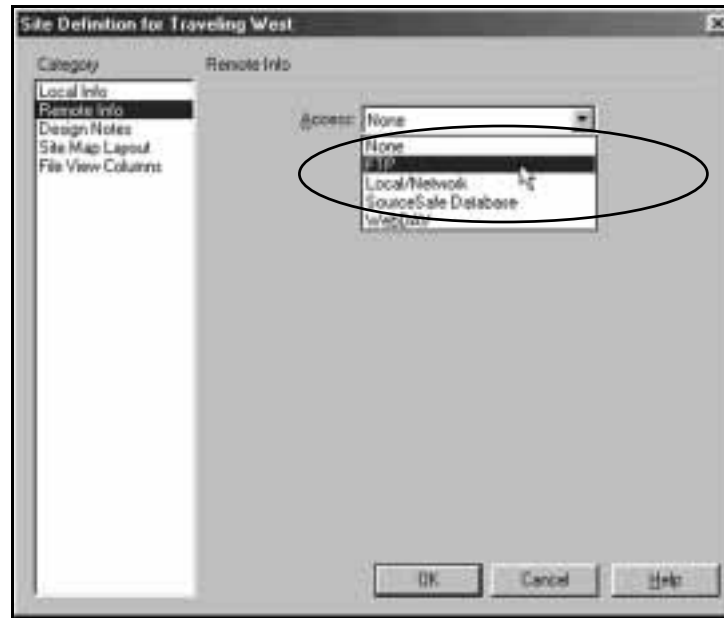 Site Definition for Traveling West
Category
Remote Info
Local Info
Remote Info
Design Notes
Site Map Layout
File View Columns
Access: None
None
FTP
Local/Network
SourceSafe Database
WebDAV
OK
Cancel
Help